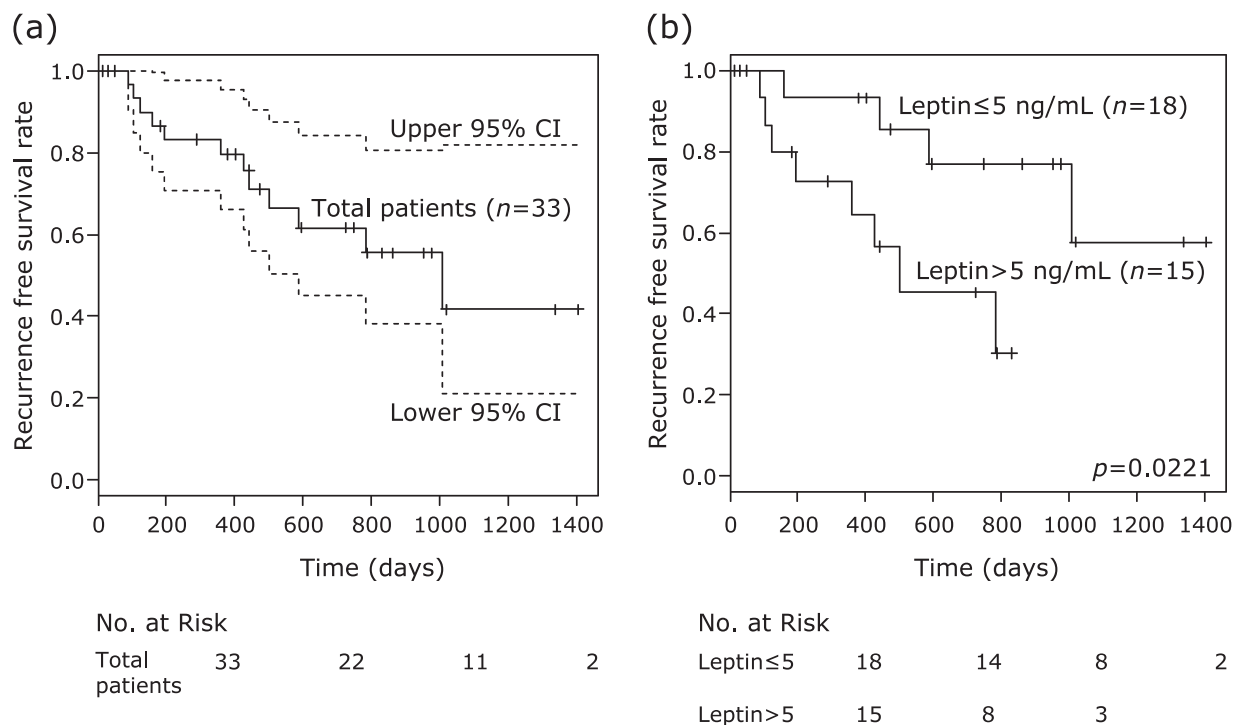 (a)
Recurrence free survival rate
1.0
0.8
0.6
0.4
0.2
0.0
Upper 95% CI
Total patients (n=33)
Lower 95% CI
0 200 400 600 800 1000 1200 1400
Time (days)
No. at Risk
Total patients 33 22 11 2
(b)
Recurrence free survival rate
1.0
0.8
0.6
0.4
0.2
0.0
Leptin≤5 ng/mL (n=18)
Leptin>5 ng/mL (n=15)
p=0.0221
0 200 400 600 800 1000 1200 1400
Time (days)
No. at Risk
Leptin≤5 18 14 8 2
Leptin>5 15 8 3